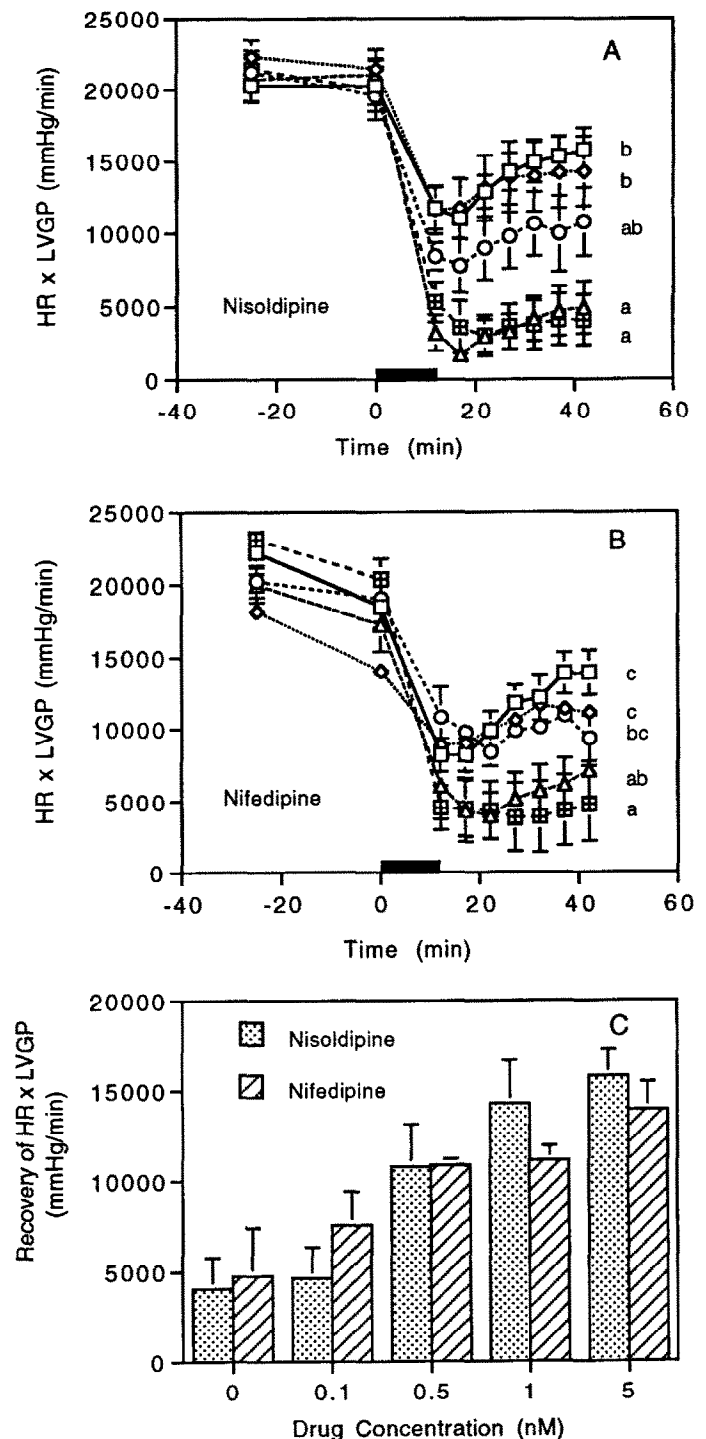 25000
A
20000
HR x LVGP (mmHg/min)
15000
b
b
10000
ab
5000
Nisoldipine
a
a
0
-40 -20 0 20 40 60
Time (min)
25000
B
20000
HR x LVGP (mmHg/min)
15000
c
10000
c
bc
5000
Nifedipine
ab
a
0
-40 -20 0 20 40 60
Time (min)
20000
C
Nisoldipine
Nifedipine
15000
Recovery of HR x LVGP
(mmHg/min)
10000
5000
0
0 0.1 0.5 1 5
Drug Concentration (nM)